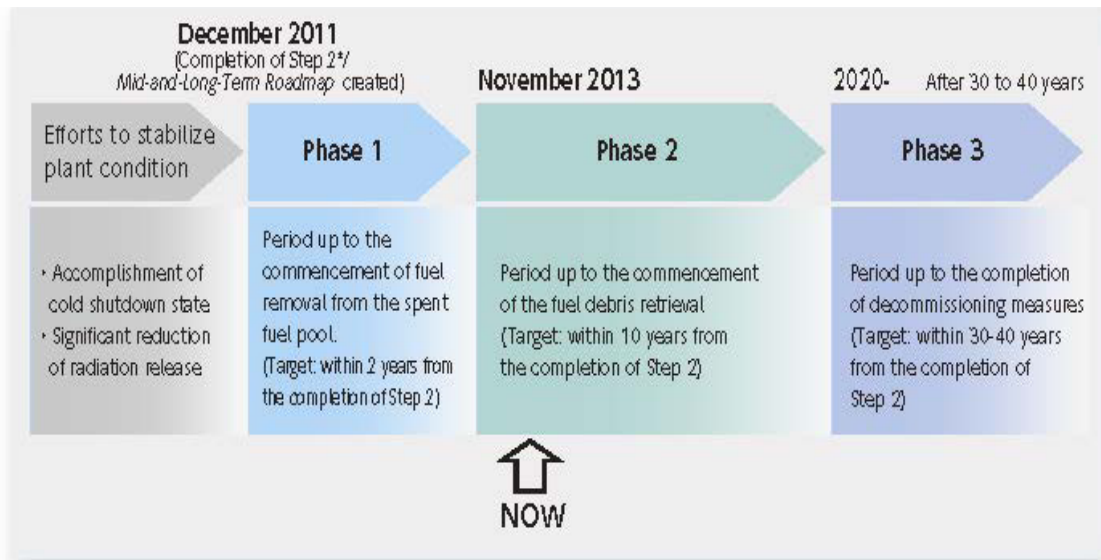 December 2011
(Completion of Step 2*/
Mid-and-Long-Term Roadmap created)
November 2013
2020-
After 30 to 40 years
Efforts to stabilize
plant condition
Phase 1
Phase 2
Phase 3
‣ Accomplishment of
cold shutdown state
‣ Significant reduction
of radiation release
Period up to the
commencement of fuel
removal from the spent
fuel pool.
(Target: within 2 years from
the completion of Step 2)
Period up to the commencement
of the fuel debris retrieval
(Target: within 10 years from
the completion of Step 2)
Period up to the completion
of decommissioning measures
(Target: within 30-40 years
from the completion of
Step 2)
NOW